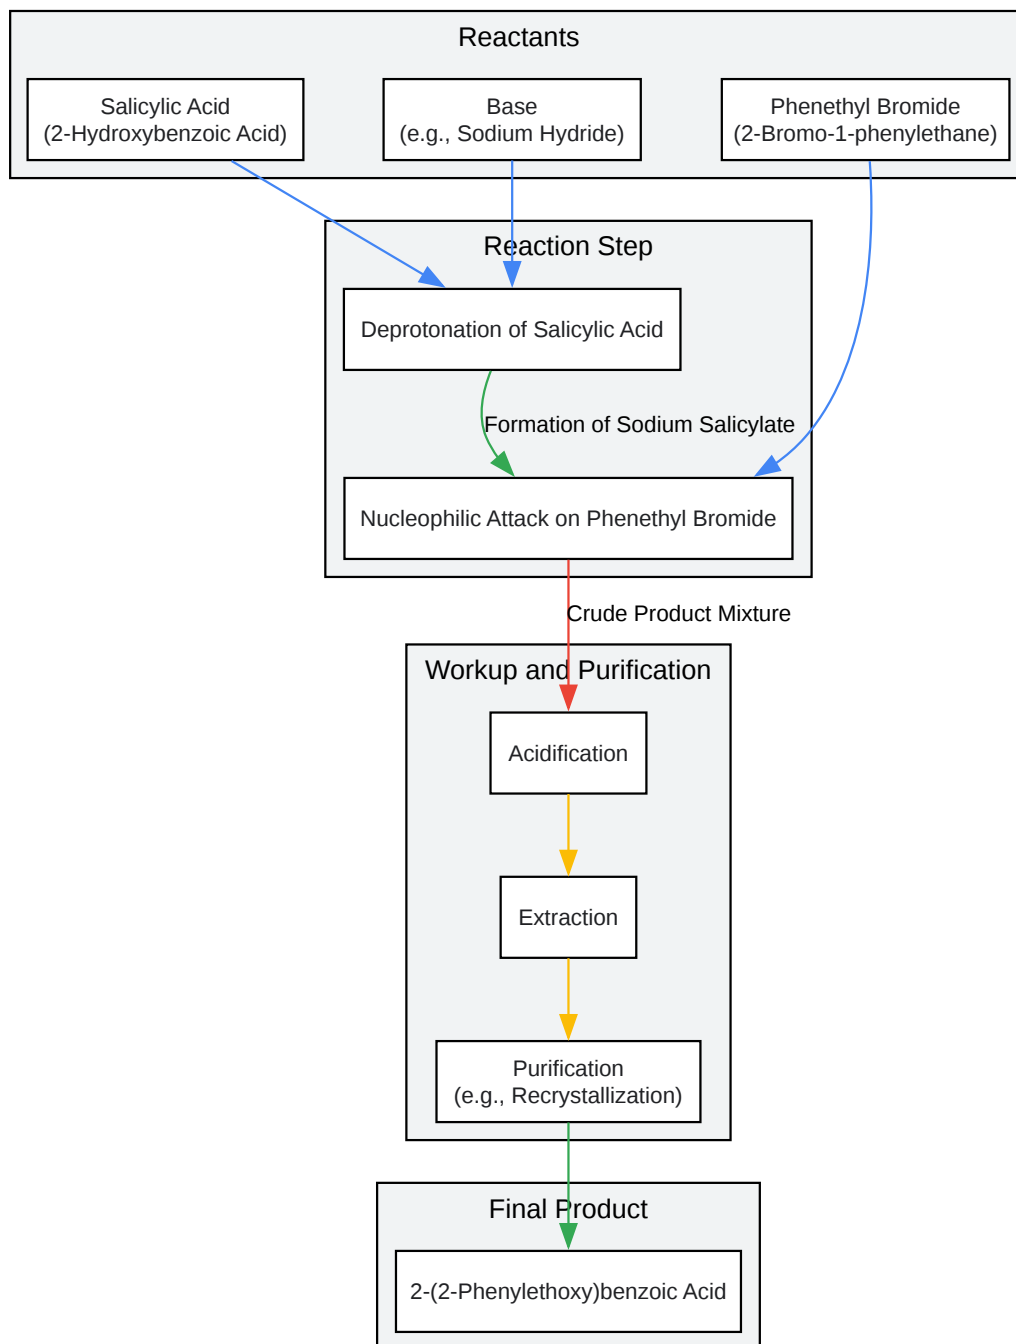 Reactants
Salicylic Acid
(2-Hydroxybenzoic Acid)
Base
(e.g., Sodium Hydride)
Phenethyl Bromide
(2-Bromo-1-phenylethane)
Reaction Step
Deprotonation of Salicylic Acid
Formation of Sodium Salicylate
Nucleophilic Attack on Phenethyl Bromide
Crude Product Mixture
Workup and Purification
Acidification
Extraction
Purification
(e.g., Recrystallization)
Final Product
2-(2-Phenylethoxy)benzoic Acid